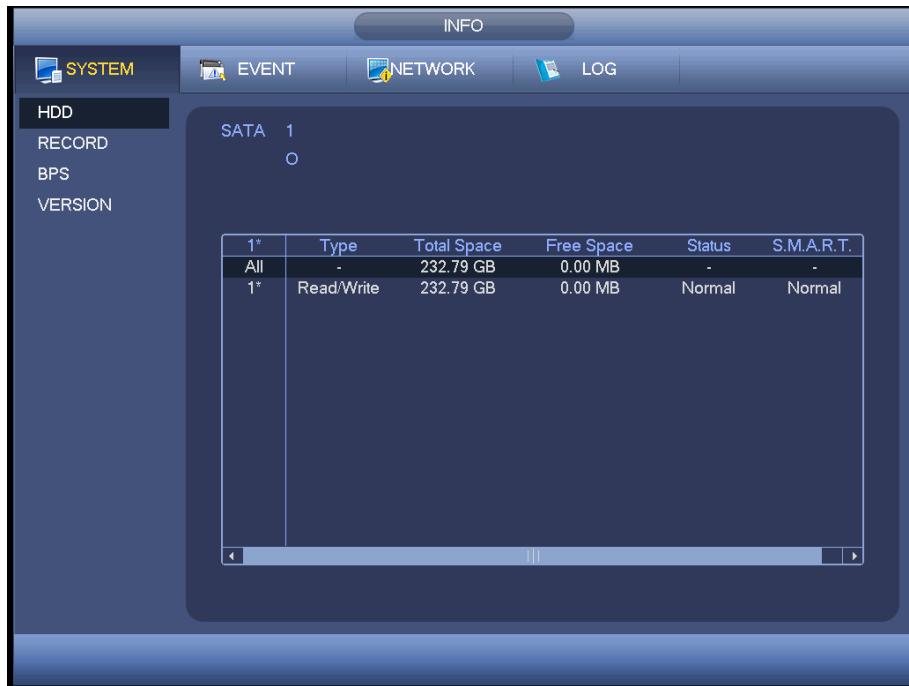 INFO
SYSTEM EVENT NETWORK LOG
HDD
RECORD
BPS
VERSION
SATA 1
O
1* Type Total Space Free Space Status S.M.A.R.T.
All - 232.79 GB 0.00 MB - -
1* Read/Write 232.79 GB 0.00 MB Normal Normal